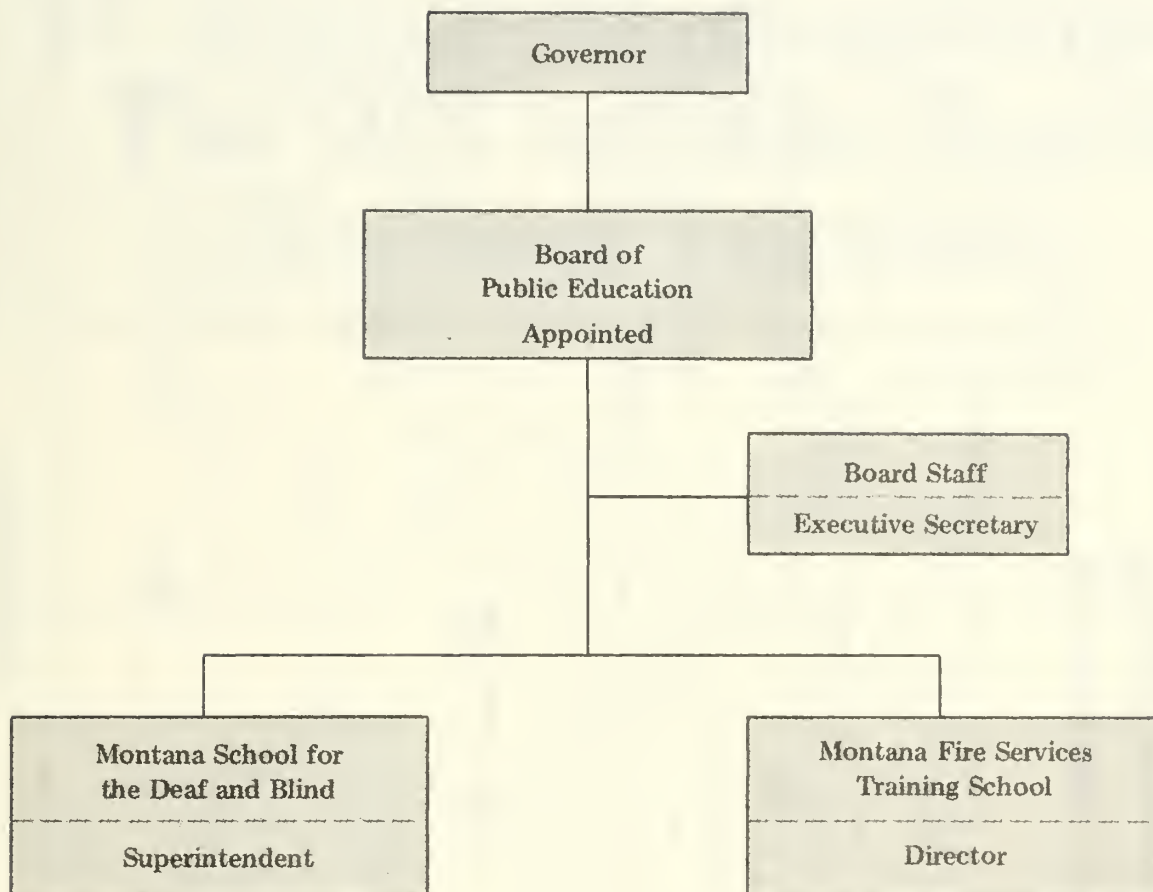 Governor
Board of
Public Education
Appointed
Board Staff
Executive Secretary
Montana School for
the Deaf and Blind
Superintendent
Montana Fire Services
Training School
Director